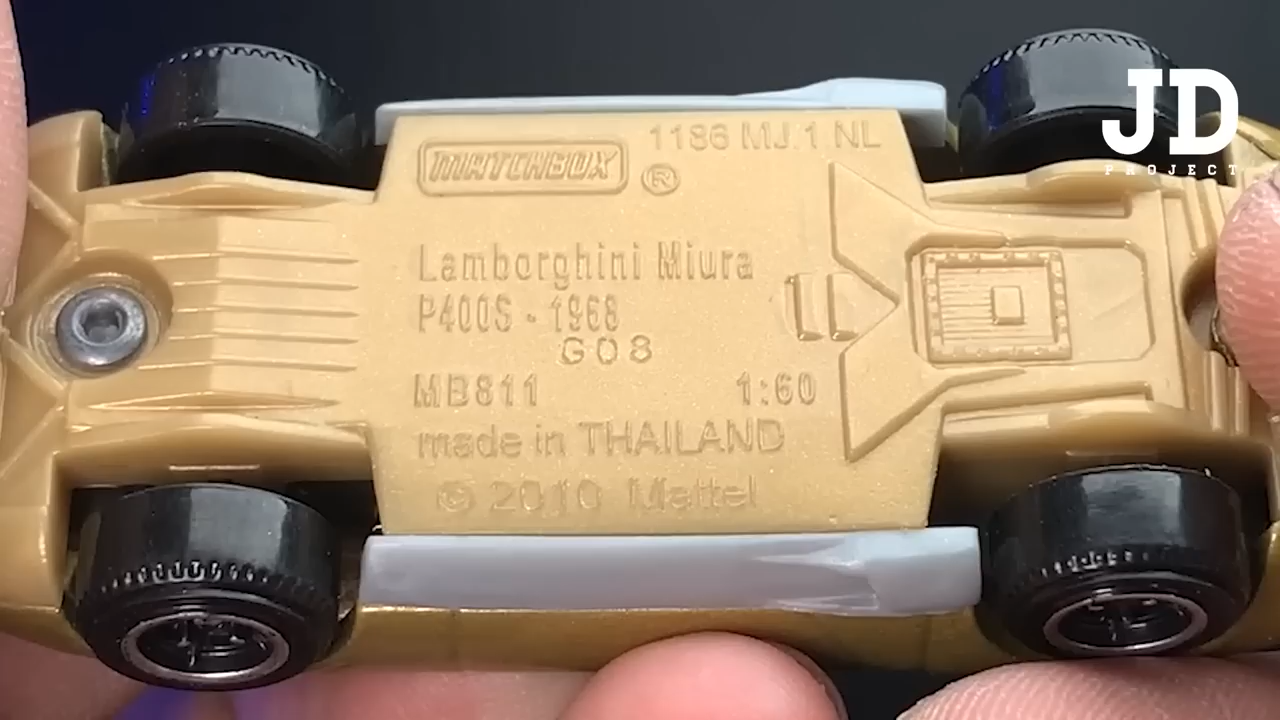 1186 MJ,1 NL
MATCHBOX ®
Lamborghini Miura
P400S - 1968
G08
MB811 1:60
made in THAILAND
© 2010 Mattel
JD
PROJECT